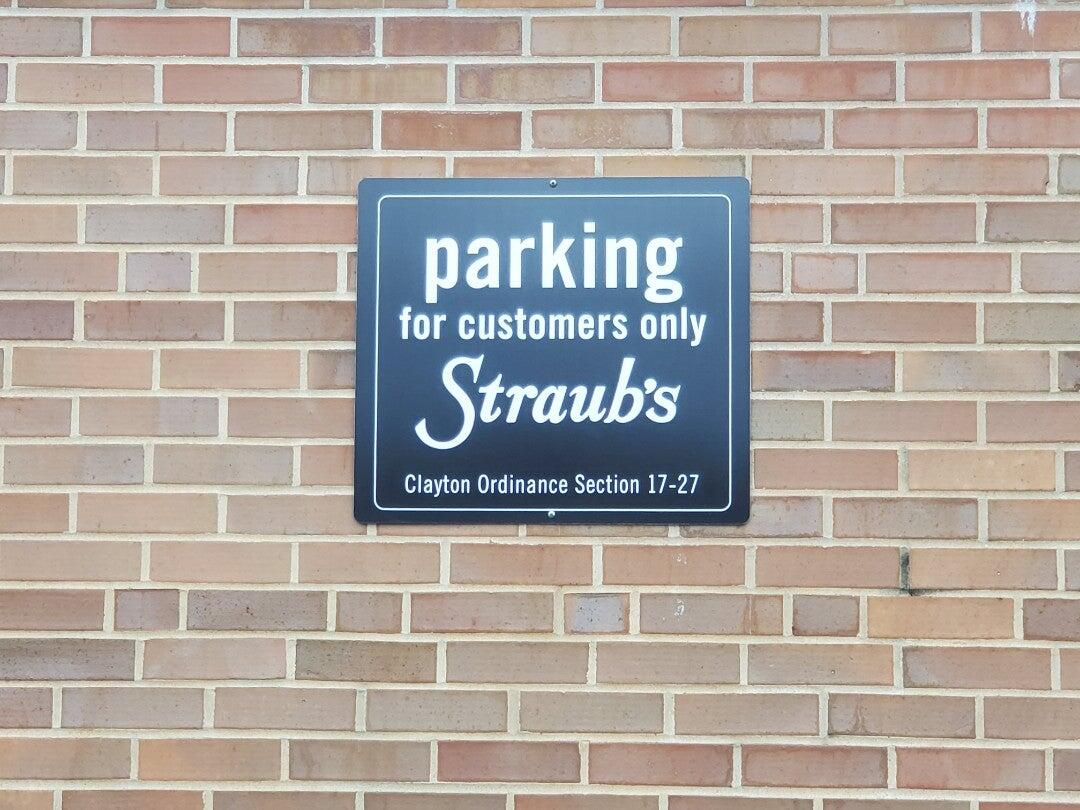 parking
for customers only
Straub's
Clayton Ordinance Section 17-27